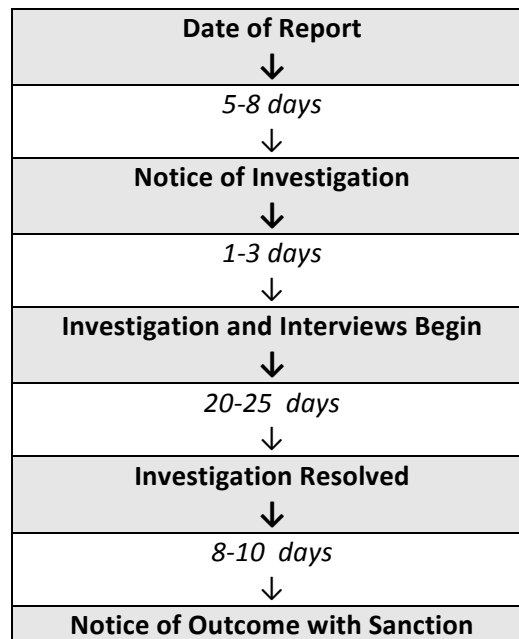 Date of Report
↓
5-8 days
↓
Notice of Investigation
↓
1-3 days
↓
Investigation and Interviews Begin
↓
20-25  days
↓
Investigation Resolved
↓
8-10  days
↓
Notice of Outcome with Sanction